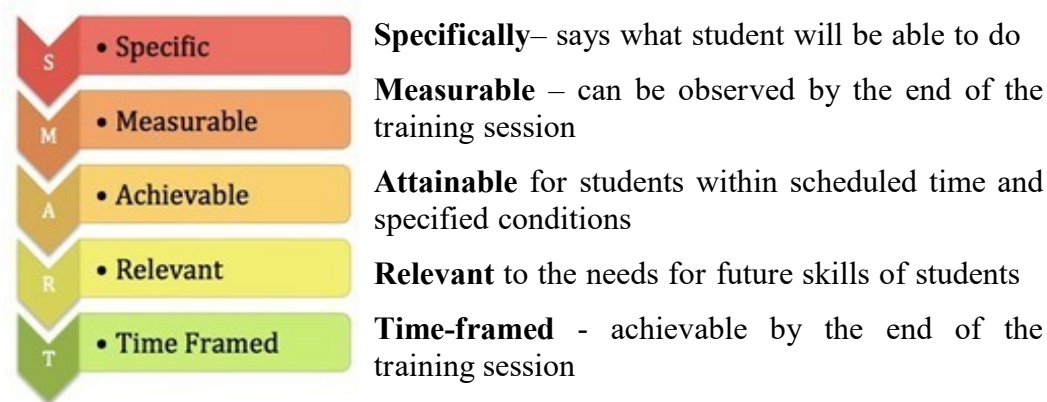 S
• Specific
M
• Measurable
A
• Achievable
R
• Relevant
T
• Time Framed
Specifically– says what student will be able to do
Measurable – can be observed by the end of the
training session
Attainable for students within scheduled time and
specified conditions
Relevant to the needs for future skills of students
Time-framed - achievable by the end of the
training session